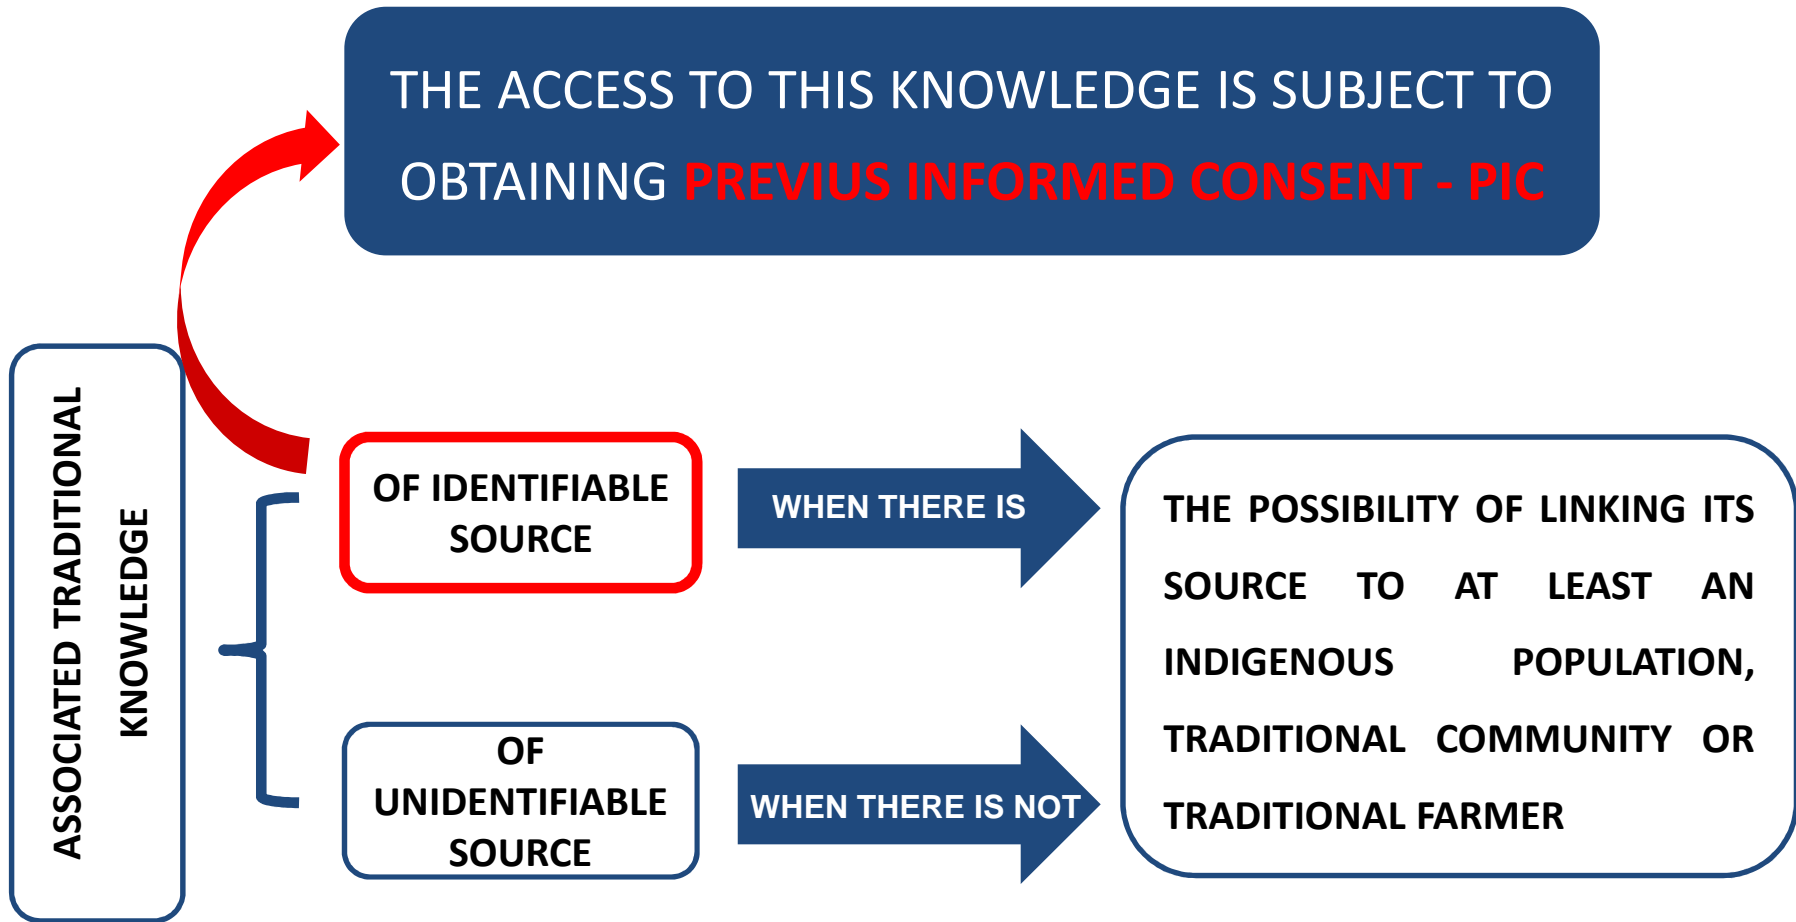 THE ACCESS TO THIS KNOWLEDGE IS SUBJECT TO
OBTAINING PREVIUS INFORMED CONSENT - PIC
ASSOCIATED TRADITIONAL
KNOWLEDGE
OF IDENTIFIABLE
SOURCE
WHEN THERE IS
OF
UNIDENTIFIABLE
SOURCE
WHEN THERE IS NOT
THE POSSIBILITY OF LINKING ITS
SOURCE TO AT LEAST AN
INDIGENOUS POPULATION,
TRADITIONAL COMMUNITY OR
TRADITIONAL FARMER